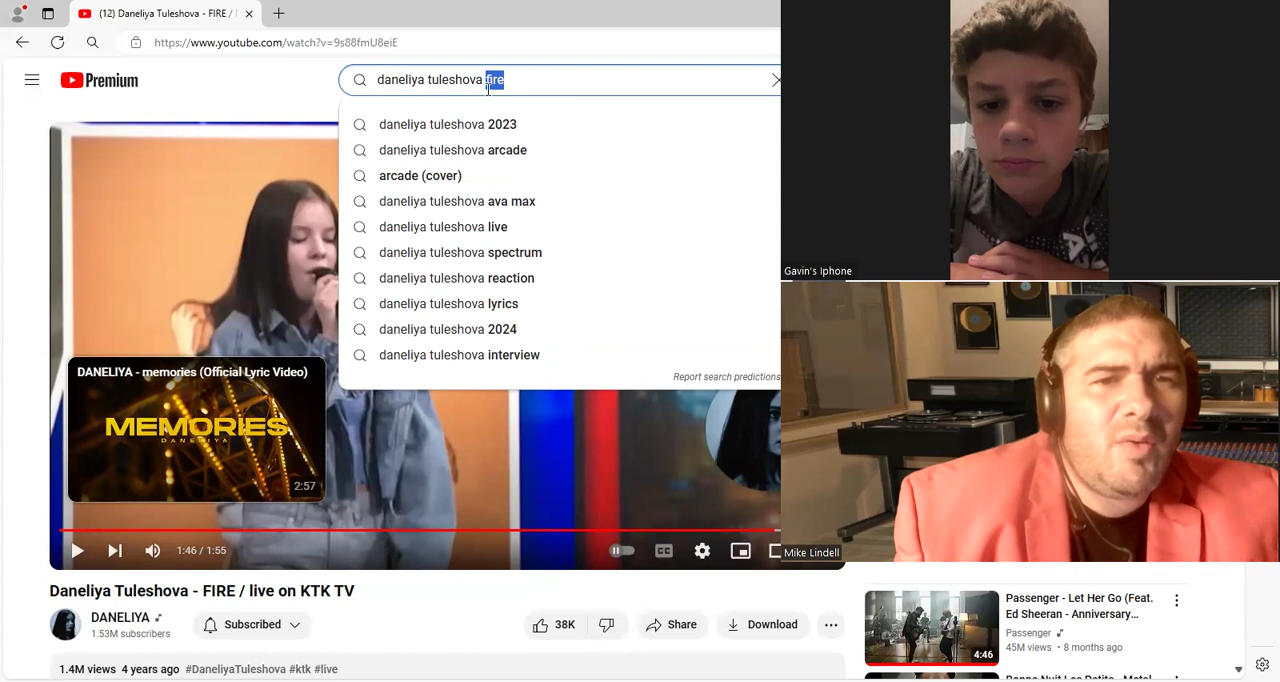 (12) Daneliya Tuleshova - FIRE /
https://www.youtube.com/watch?v=9s88fmU8eiE
Premium
daneliya tuleshova fire
daneliya tuleshova 2023
daneliya tuleshova arcade
arcade (cover)
daneliya tuleshova ava max
daneliya tuleshova live
daneliya tuleshova spectrum
daneliya tuleshova reaction
daneliya tuleshova lyrics
daneliya tuleshova 2024
daneliya tuleshova interview
Report search predictions
DANELIYA - memories (Official Lyric Video)
MEMORIES
DANELIYA
2:57
1:46 / 1:55
CC
Daneliya Tuleshova - FIRE / live on KTK TV
DANELIYA
1.53M subscribers
Subscribed
38K
Share
Download
1.4M views 4 years ago #DaneliyaTuleshova #ktk #live
Gavin's Iphone
Mike Lindell
Passenger - Let Her Go (Feat.
Ed Sheeran - Anniversary...
Passenger
45M views • 8 months ago
4:46